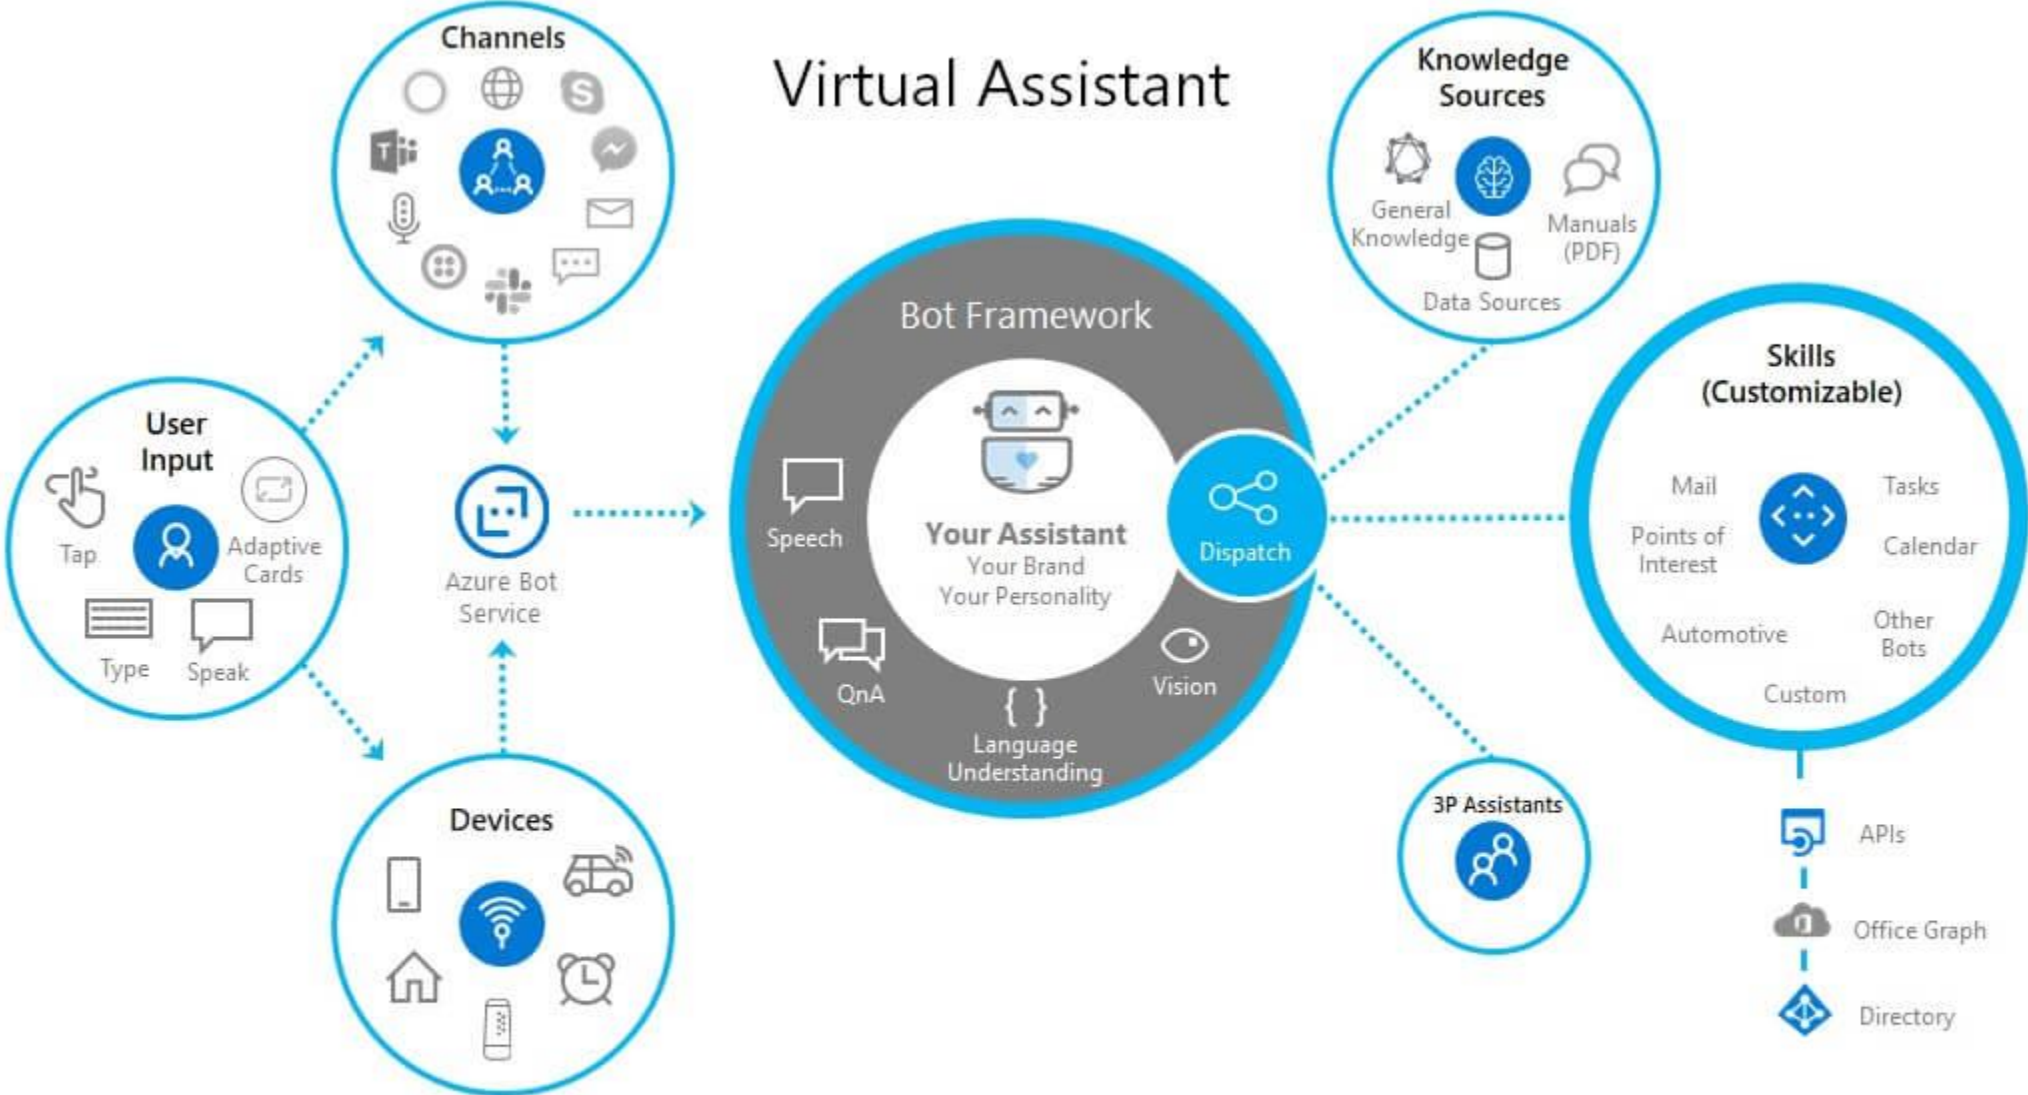 Virtual Assistant
Channels
S
T
User
Input
Tap
Adaptive
Cards
Type
Speak
Azure Bot
Service
Devices
Bot Framework
Your Assistant
Your Brand
Your Personality
Speech
QnA
{ }
Language
Understanding
Vision
Dispatch
Knowledge
Sources
General
Knowledge
Manuals
(PDF)
Data Sources
Skills
(Customizable)
Mail
Tasks
Points of
Interest
Calendar
Automotive
Other
Bots
Custom
3P Assistants
APIs
Office Graph
Directory